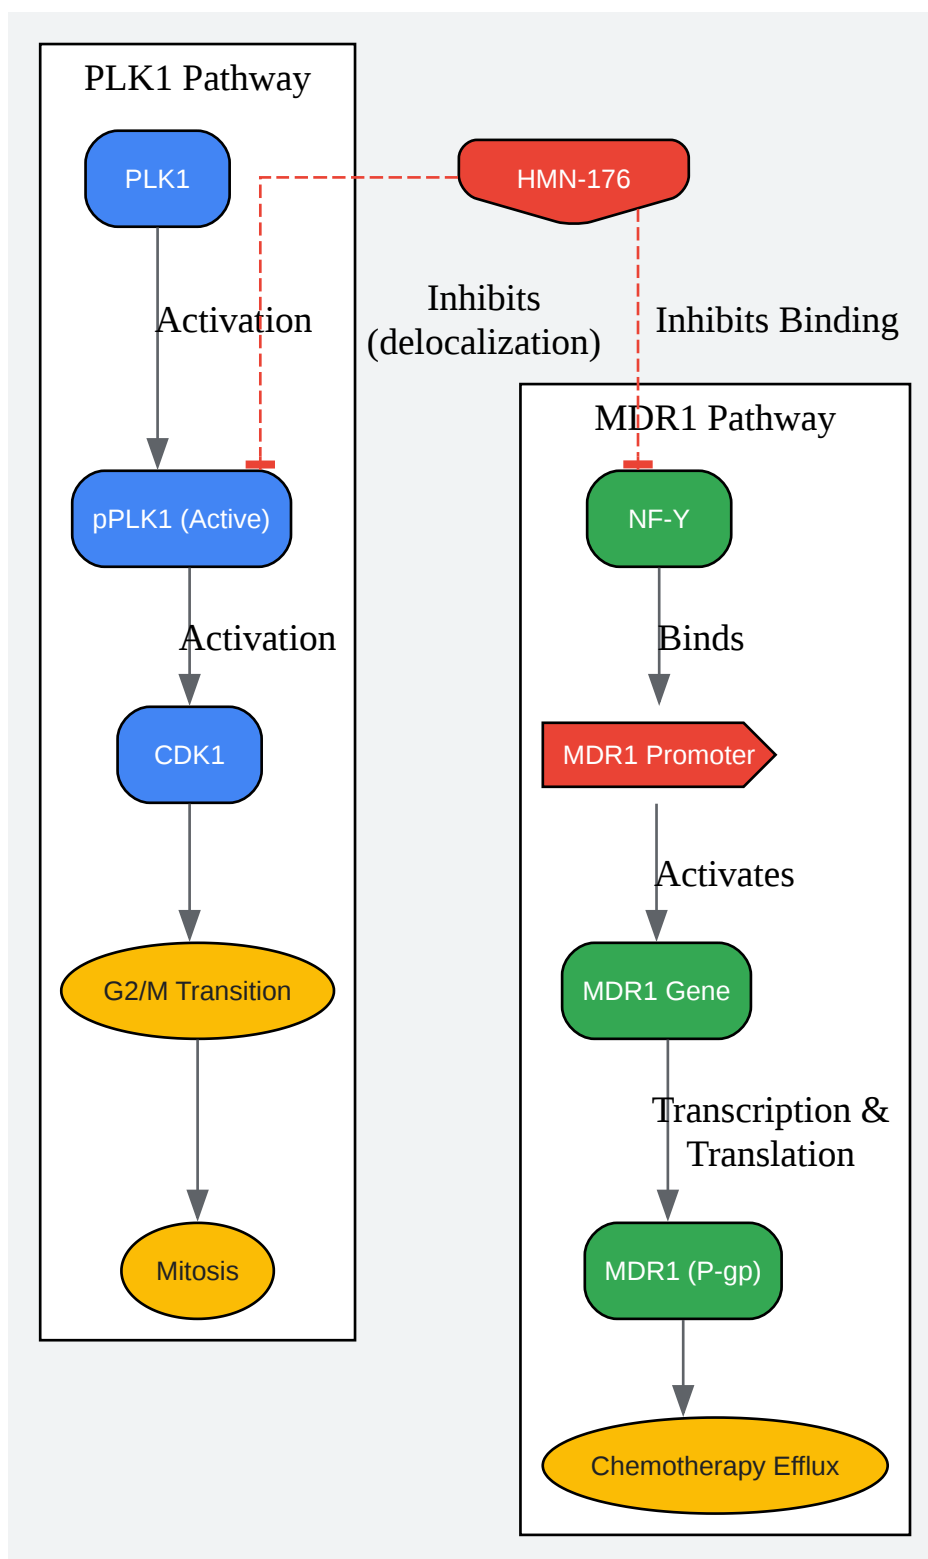 PLK1 Pathway
PLK1
HMN-176
Activation
Inhibits
(delocalization)
Inhibits Binding
MDR1 Pathway
pPLK1 (Active)
NF-Y
Activation
Binds
CDK1
MDR1 Promoter
Activates
G2/M Transition
MDR1 Gene
Transcription &
Translation
Mitosis
MDR1 (P-gp)
Chemotherapy Efflux